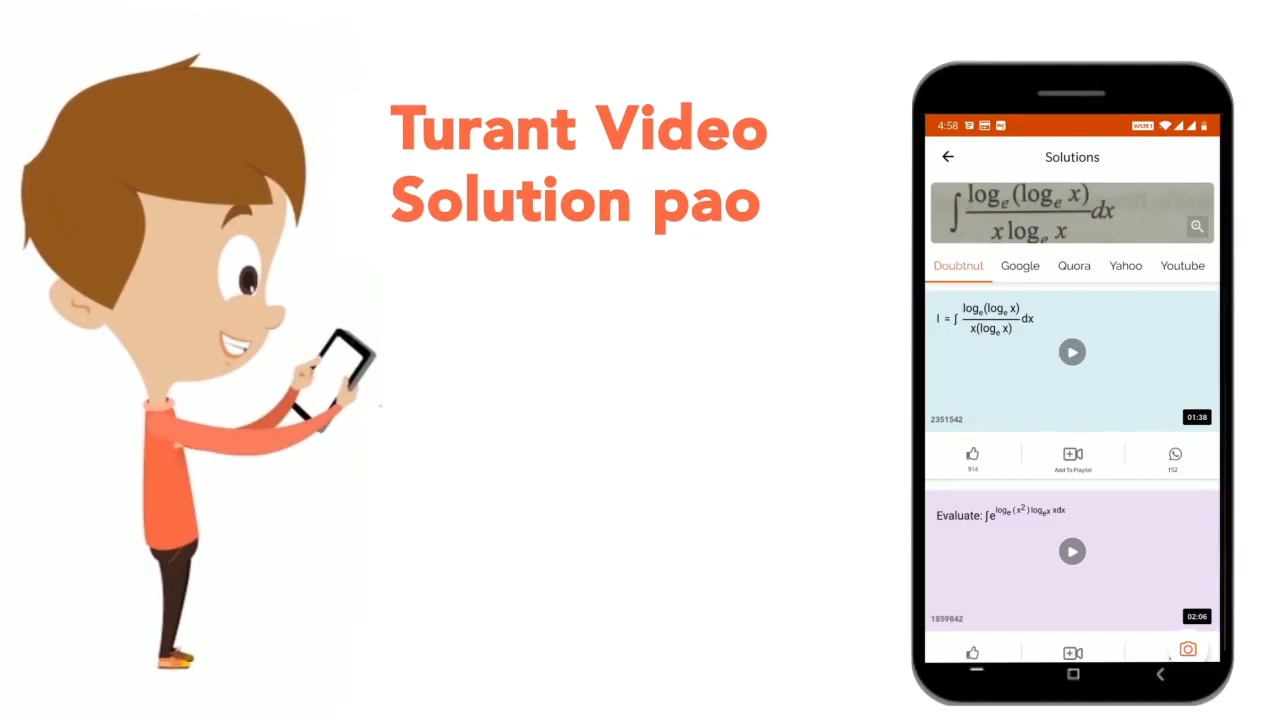 Turant Video
Solution pao
4:58
Solutions
∫ logₑ(logₑ x) / x logₑ x dx
Doubtnut Google Quora Yahoo Youtube
I = ∫ logₑ(logₑ x) / x(logₑ x) dx
2351542 01:38
914 Add To Playlist 152
Evaluate: ∫e^logₑ(x²)logₑx xdx
1859842 02:06